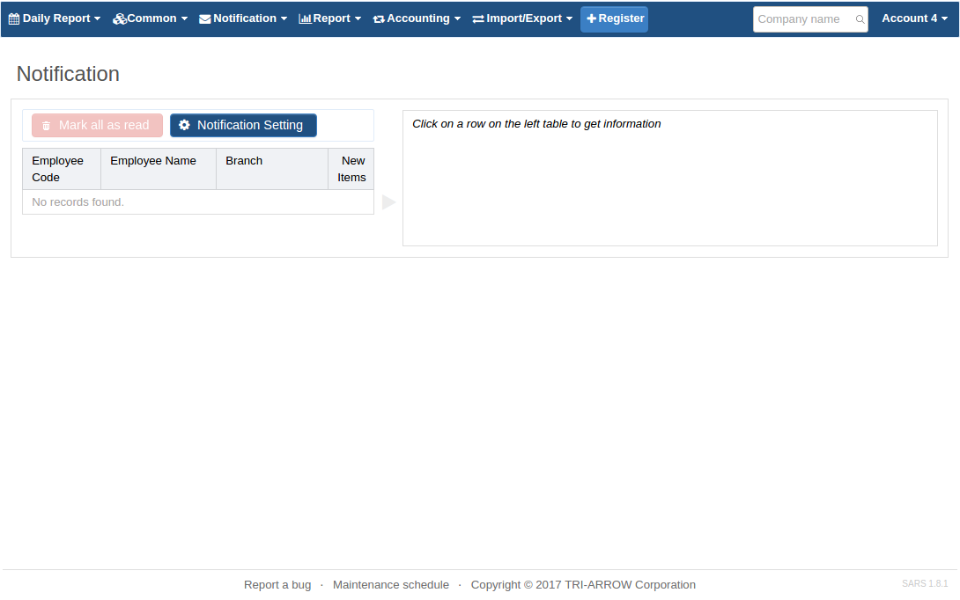 Daily Report Common Notification Report Accounting Import/Export Register Company name Account 4
Notification
Mark all as read Notification Setting
Click on a row on the left table to get information
Employee Code Employee Name Branch New Items
No records found.
Report a bug · Maintenance schedule · Copyright © 2017 TRI-ARROW Corporation
SARS 1.8.1